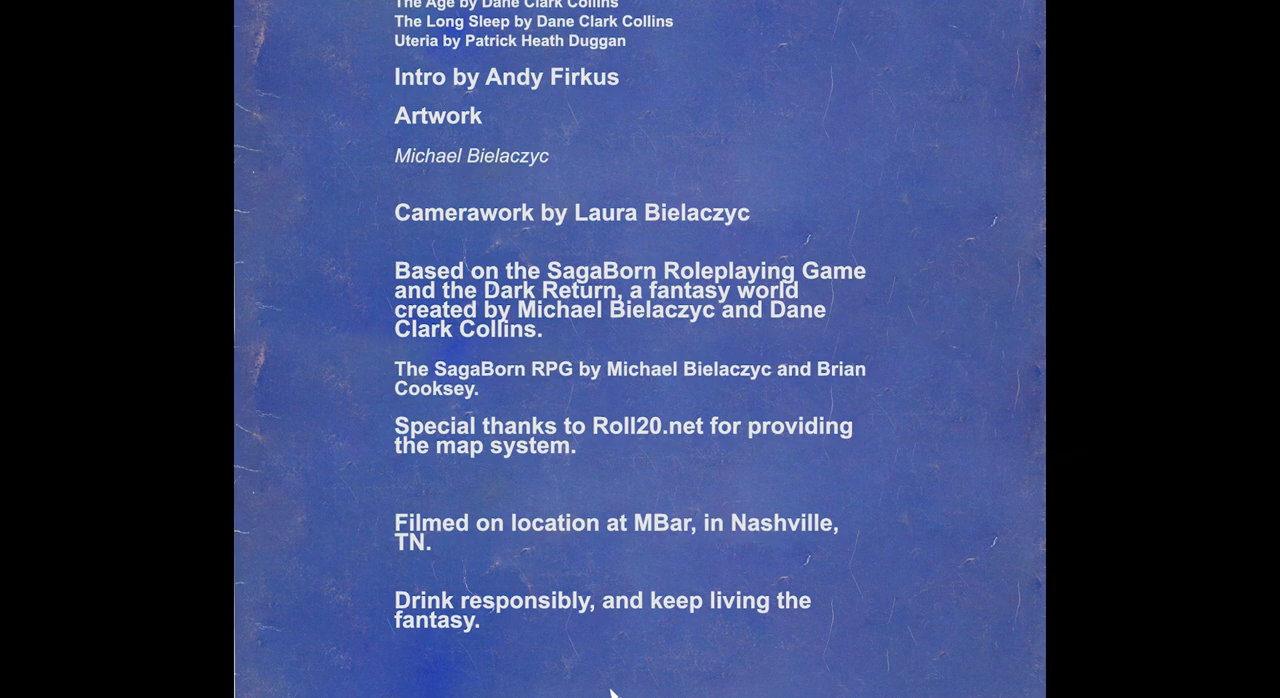 The Age by Dane Clark Collins
The Long Sleep by Dane Clark Collins
Uteria by Patrick Heath Duggan
Intro by Andy Firkus
Artwork
Michael Bielaczyc
Camerawork by Laura Bielaczyc
Based on the SagaBorn Roleplaying Game
and the Dark Return, a fantasy world
created by Michael Bielaczyc and Dane
Clark Collins.
The SagaBorn RPG by Michael Bielaczyc and Brian
Cooksey.
Special thanks to Roll20.net for providing
the map system.
Filmed on location at MBar, in Nashville,
TN.
Drink responsibly, and keep living the
fantasy.